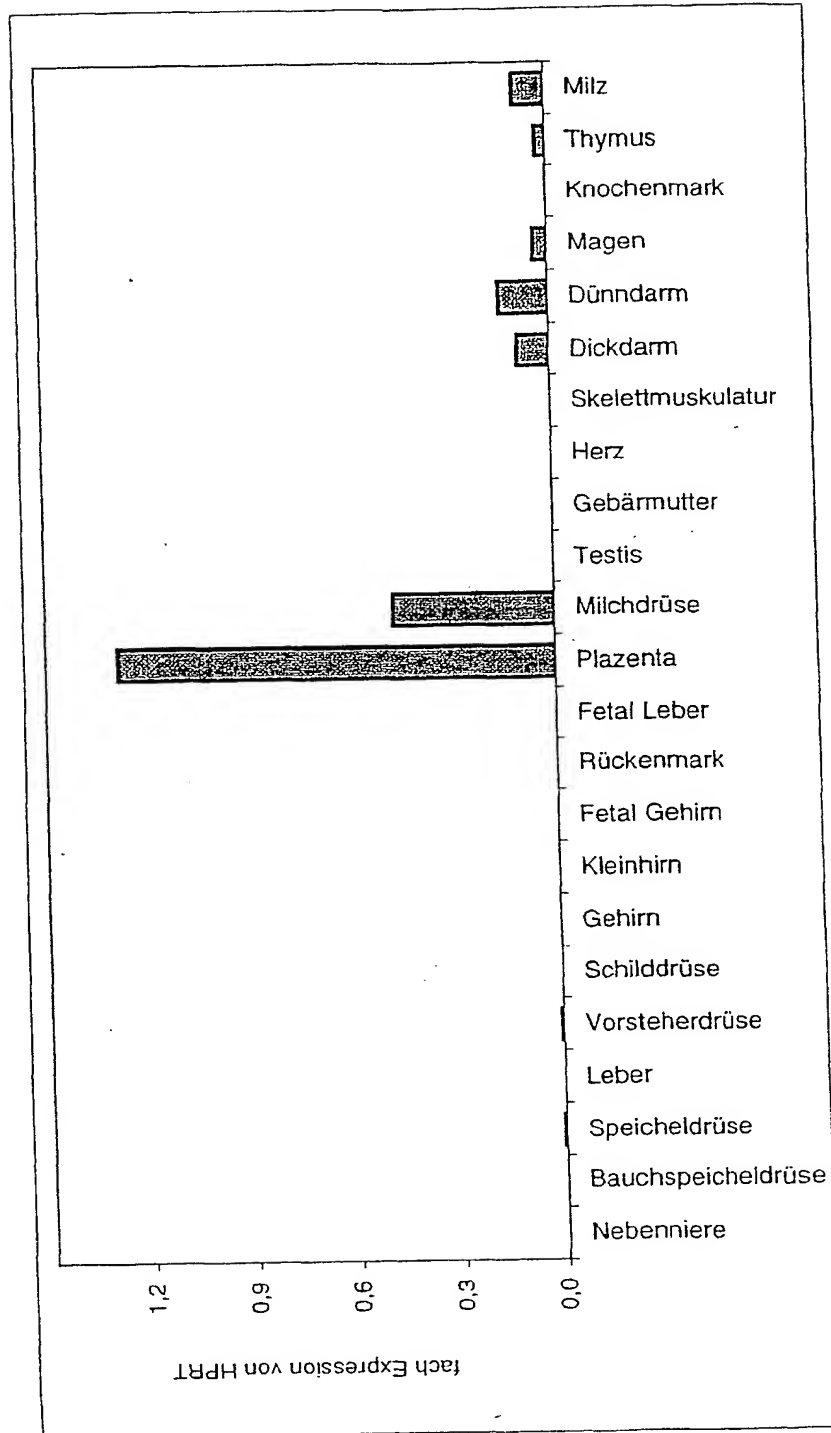 Milz
Thymus
Knochenmark
Magen
Dünndarm
Dickdarm
Skelettmuskulatur
Herz
Gebärmutter
Testis
Milchdrüse
Plazenta
Fetal Leber
Rückenmark
Fetal Gehirn
Kleinhirn
Gehirn
Schilddrüse
Vorsteherdrüse
Leber
Speicheldrüse
Bauchspeicheldrüse
Nebenniere
1,2
0,9
0,6
0,3
0,0
fach Expression von HPRT